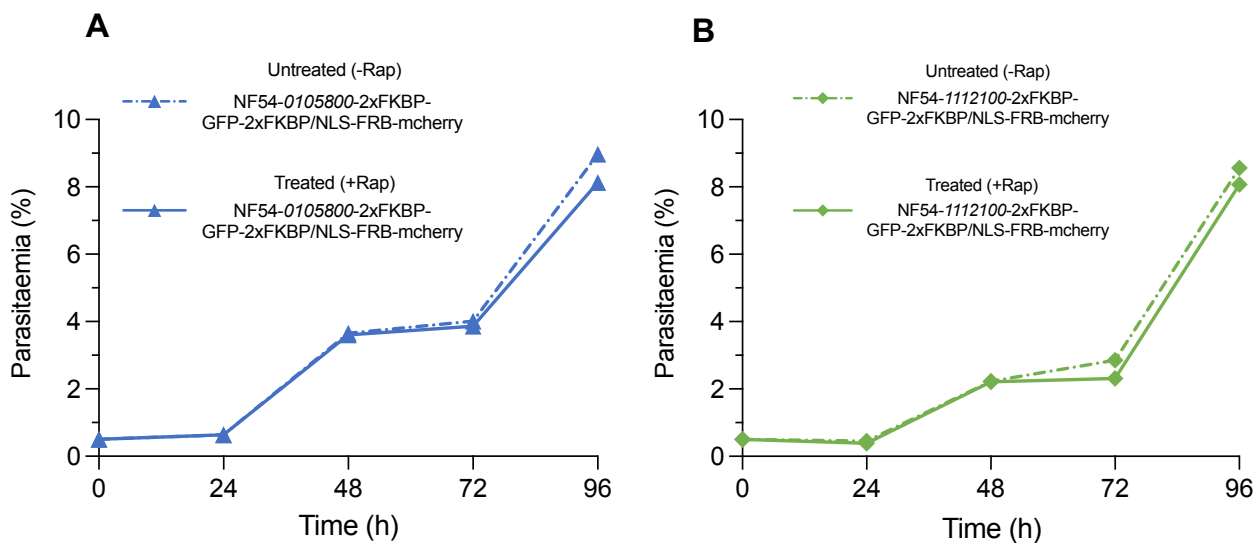 A
Untreated (-Rap)
NF54-0105800-2xFKBP-
GFP-2xFKBP/NLS-FRB-mcherry
Treated (+Rap)
NF54-0105800-2xFKBP-
GFP-2xFKBP/NLS-FRB-mcherry
Parasitaemia (%)
10
8
6
4
2
0
0 24 48 72 96
Time (h)
B
Untreated (-Rap)
NF54-1112100-2xFKBP-
GFP-2xFKBP/NLS-FRB-mcherry
Treated (+Rap)
NF54-1112100-2xFKBP-
GFP-2xFKBP/NLS-FRB-mcherry
Parasitaemia (%)
10
8
6
4
2
0
0 24 48 72 96
Time (h)